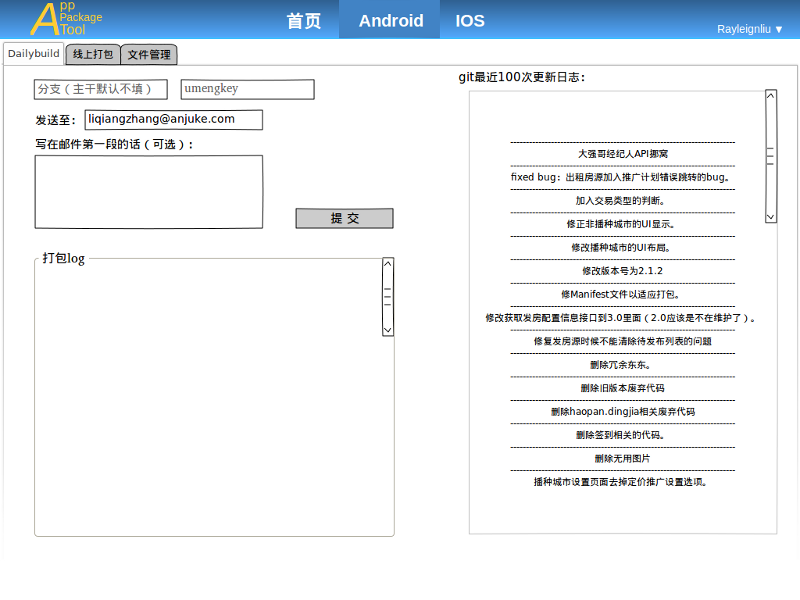 App
Package
Tool
首页
Android
IOS
Rayleignliu ▼
Dailybuild
线上打包
文件管理
分支（主干默认不填）
umengkey
发送至：
liqiangzhang@anjuke.com
写在邮件第一段的话（可选）：
提 交
打包log
git最近100次更新日志：
大强哥经纪人API挪窝
fixed bug：出租房源加入推广计划错误跳转的bug。
加入交易类型的判断。
修正非播种城市的UI显示。
修改播种城市的UI布局。
修改版本号为2.1.2
修Manifest文件以适应打包。
修改获取发房配置信息接口到3.0里面（2.0应该是不在维护了）。
修复发房源时候不能清除待发布列表的问题
删除冗余东东。
删除旧版本废弃代码
删除haopan.dingjia相关废弃代码
删除签到相关的代码。
删除无用图片
播种城市设置页面去掉定价推广设置选项。